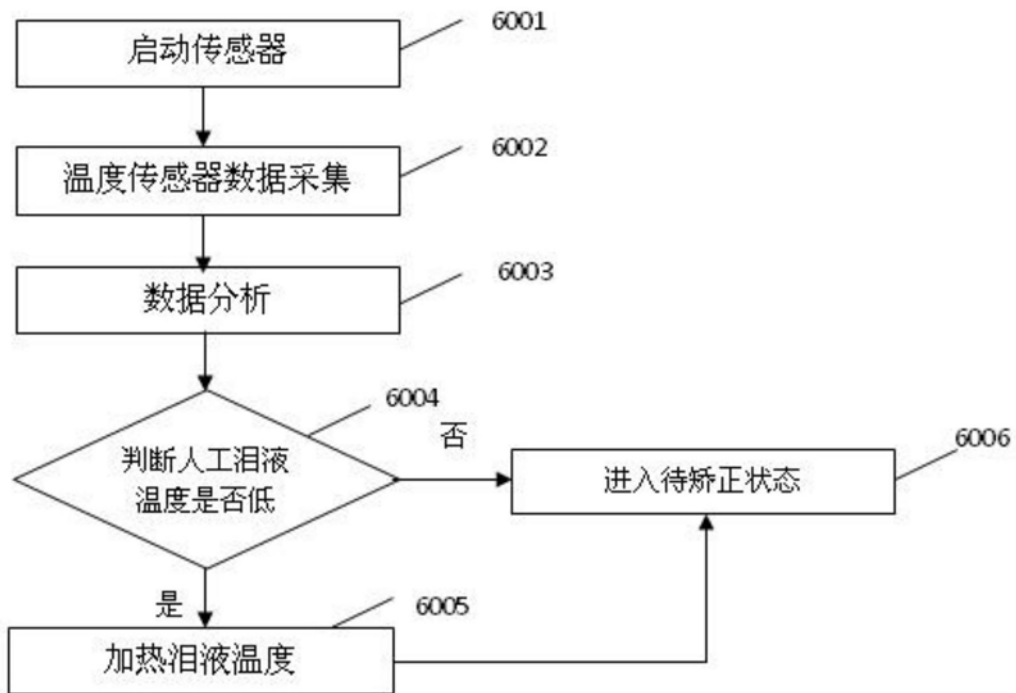 启动传感器
6001
温度传感器数据采集
6002
数据分析
6003
判断人工泪液
温度是否低
6004
否
进入待矫正状态
6006
是
加热泪液温度
6005